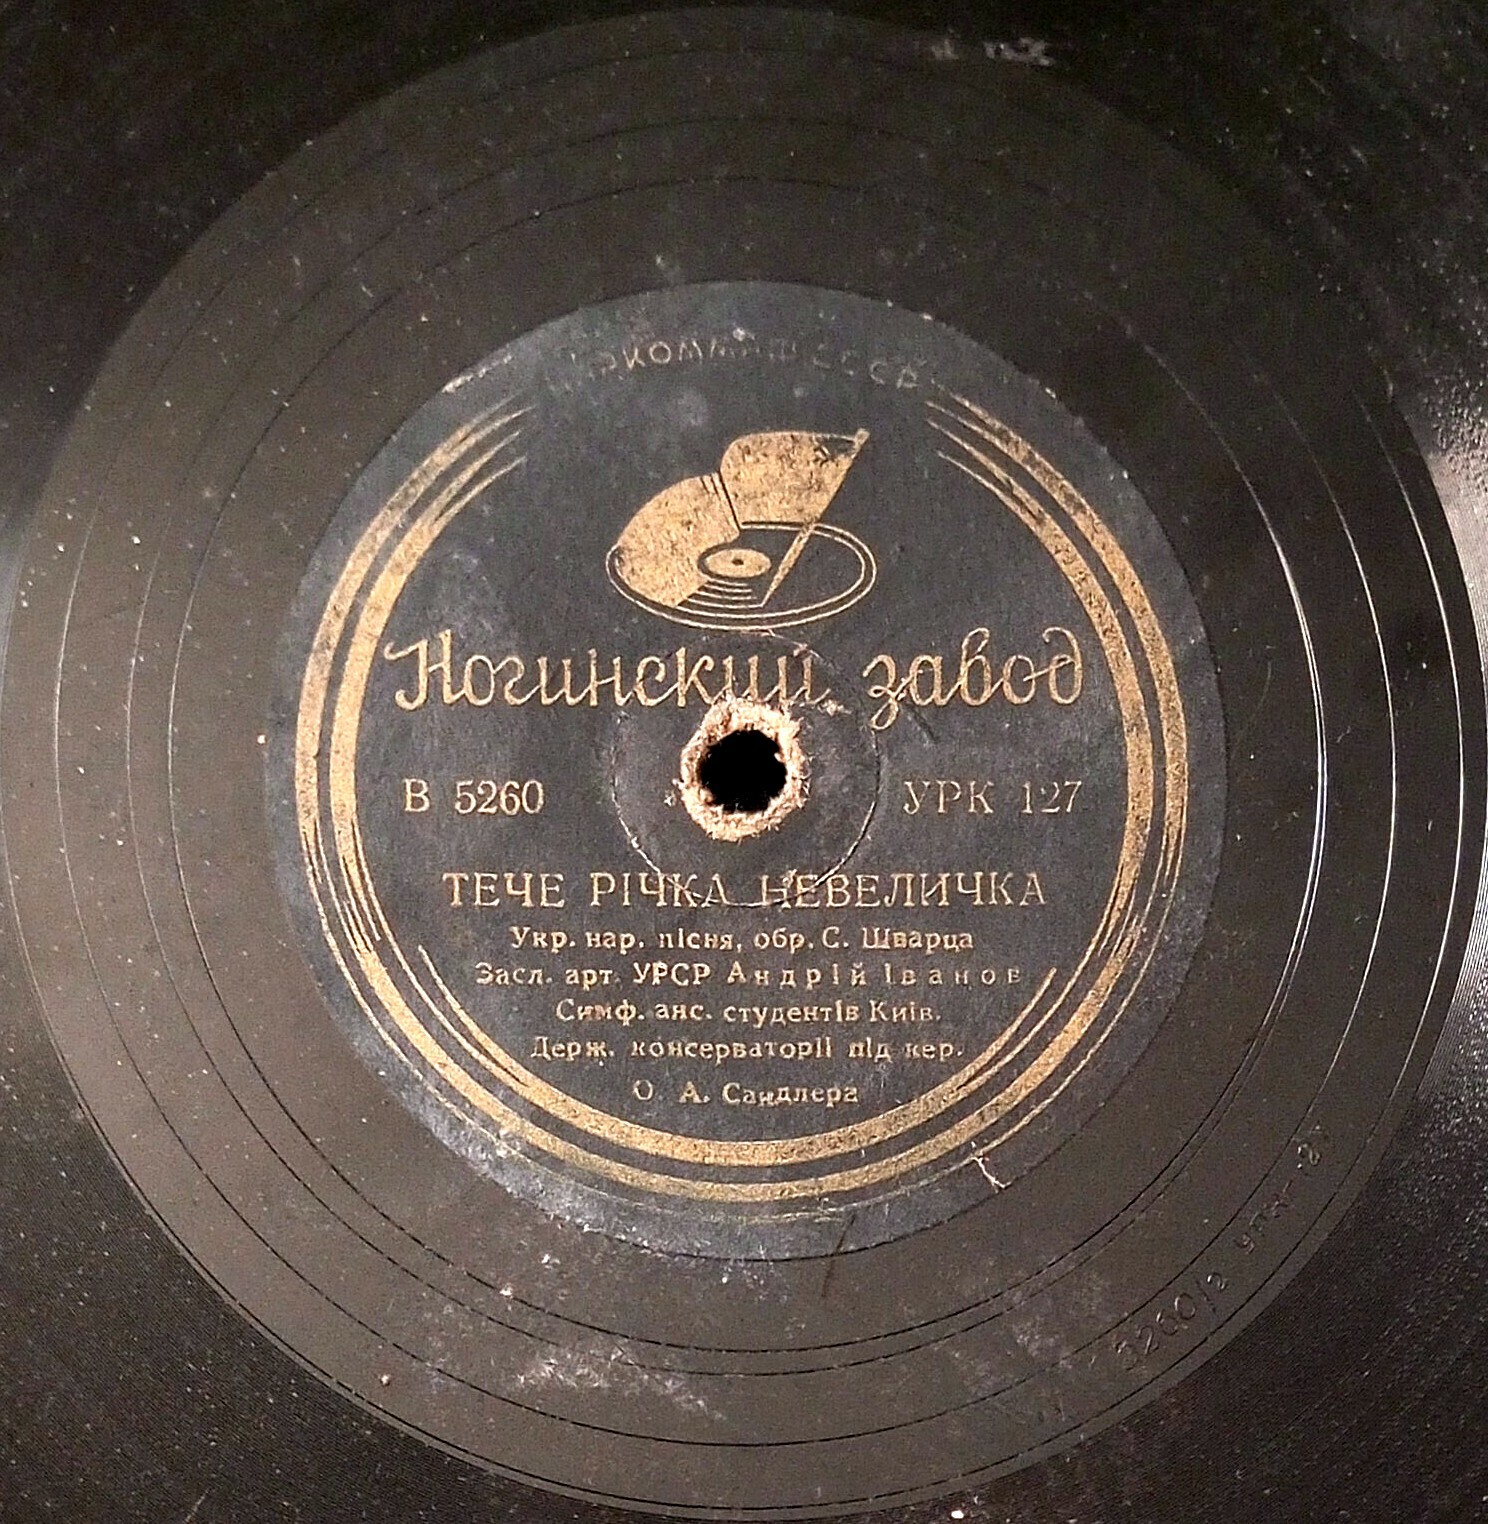 Ногинский завод
В 5260 УРК 127
ТЕЧЕ РІЧКА НЕВЕЛИЧКА
Укр. нар. пісня, обр. С. Шварца
Засл. арт. УРСР Андрій Іванов
Симф. анс. студентів Київ.
Держ. консерваторії під кер.
О. А. Сандлера